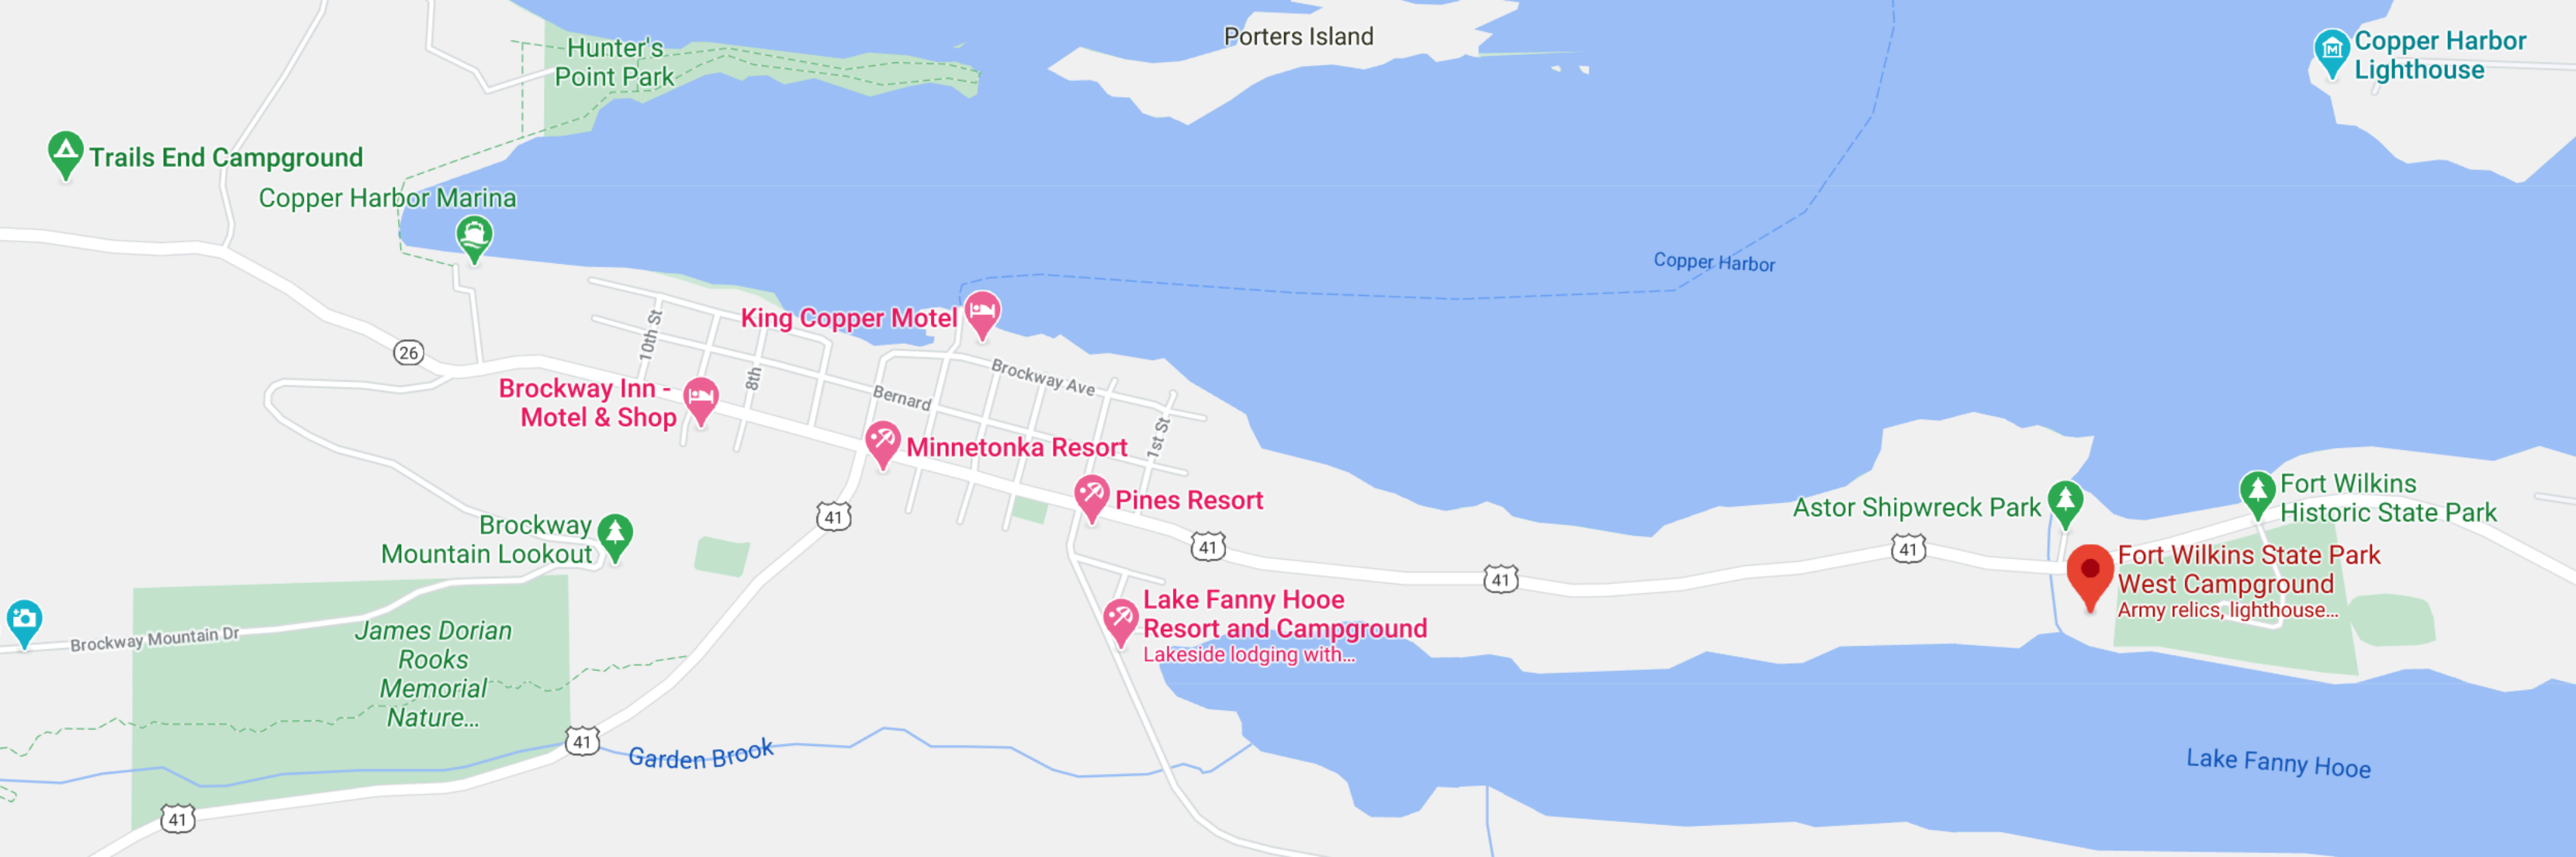 Porters Island
Copper Harbor
Lighthouse
Hunter's
Point Park
Trails End Campground
Copper Harbor Marina
Copper Harbor
King Copper Motel
10th St
26
8th
Brockway Ave
Brockway Inn -
Motel & Shop
Bernard
1st St
Minnetonka Resort
Pines Resort
41
41
41
41
Astor Shipwreck Park
Fort Wilkins
Historic State Park
Brockway
Mountain Lookout
Fort Wilkins State Park
West Campground
Army relics, lighthouse...
Lake Fanny Hooe
Resort and Campground
Lakeside lodging with...
Brockway Mountain Dr
James Dorian
Rooks
Memorial
Nature...
41
Garden Brook
Lake Fanny Hooe
41